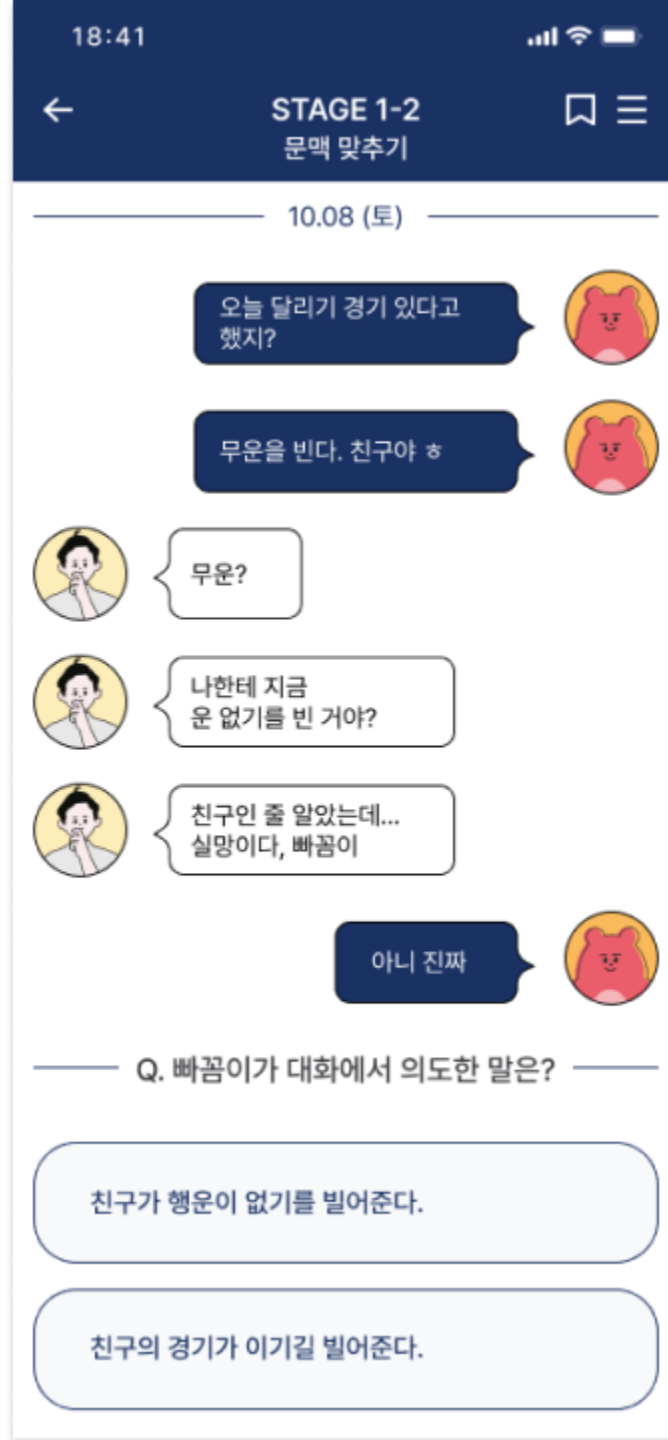 18:41
STAGE 1-2
문맥 맞추기
10.08 (토)
오늘 달리기 경기 있다고
했지?
무운을 빈다. 친구야 ㅎ
무운?
나한테 지금
운 없기를 빈 거야?
친구인 줄 알았는데...
실망이다, 빠꼼이
아니 진짜
Q. 빠꼼이가 대화에서 의도한 말은?
친구가 행운이 없기를 빌어준다.
친구의 경기가 이기길 빌어준다.